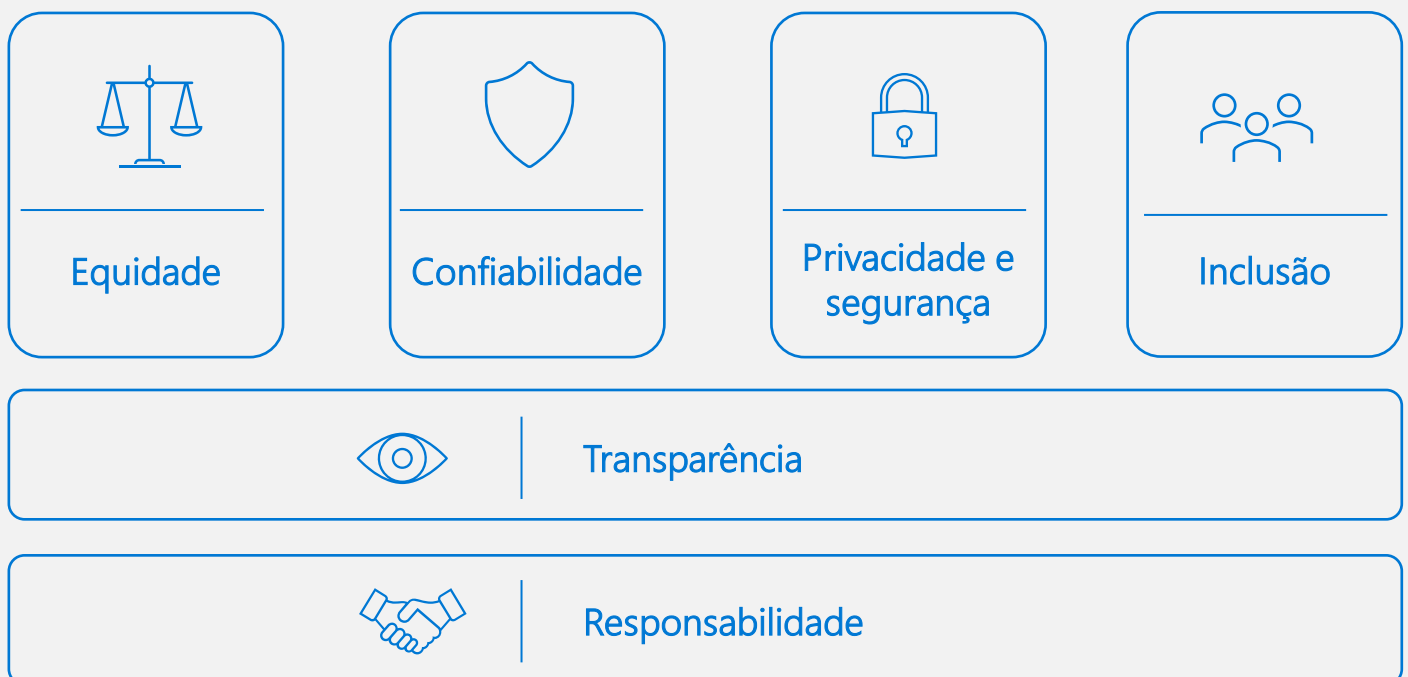 Equidade
Confiabilidade
Privacidade e
segurança
Inclusão
Transparência
Responsabilidade